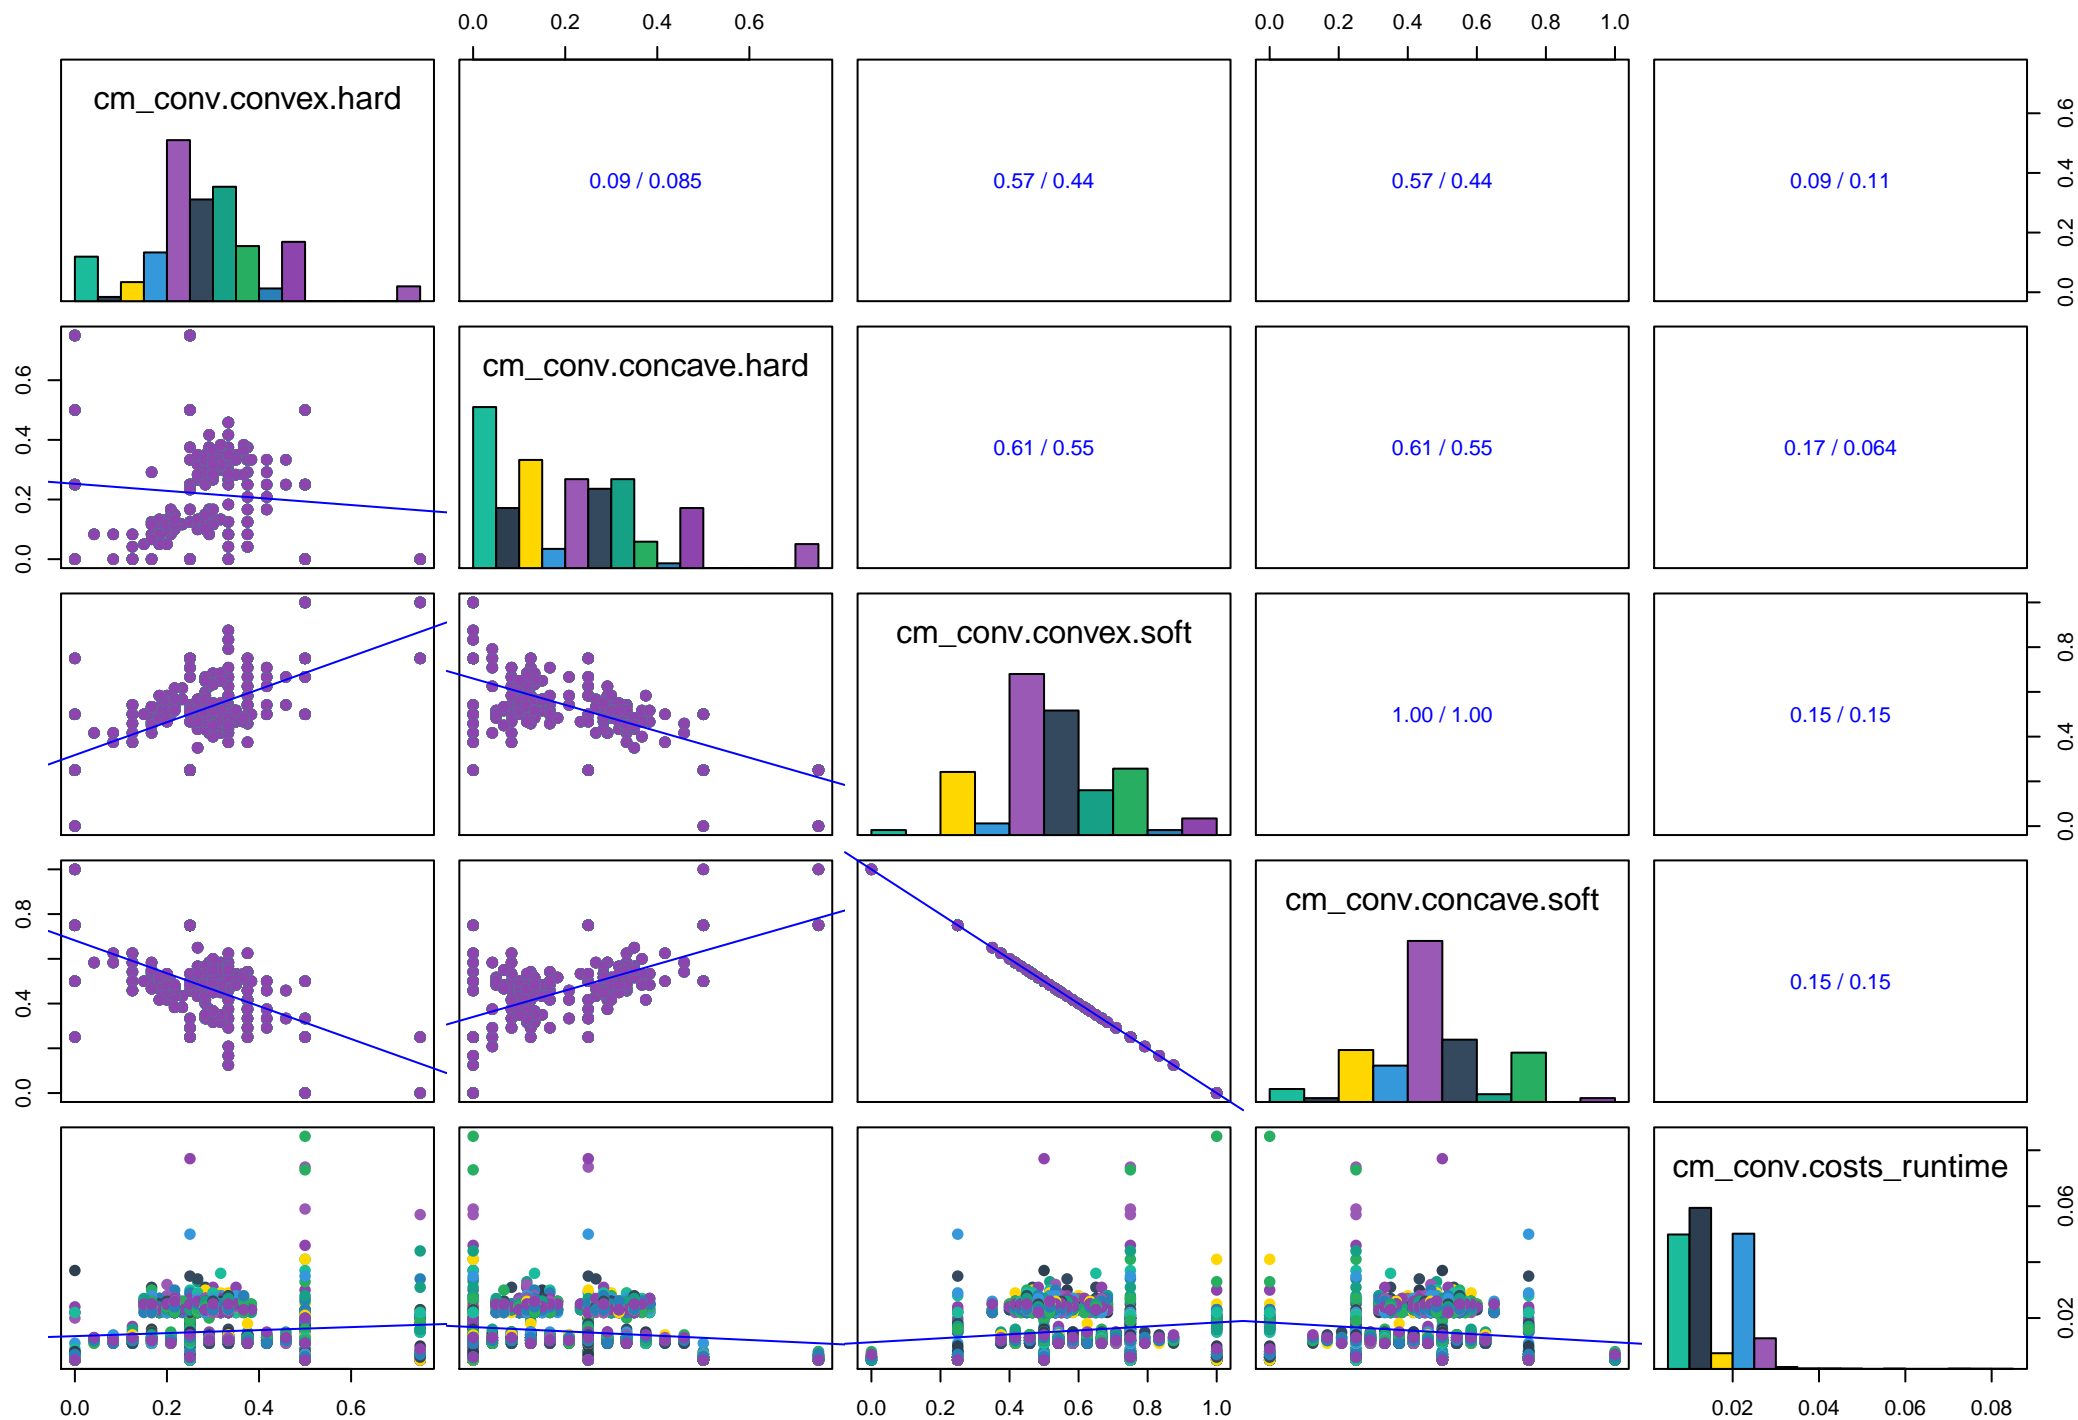 0.0 0.2 0.4 0.6 0.0 0.2 0.4 0.6 0.8 1.0
cm_conv.convex.hard 0.09 / 0.085 0.57 / 0.44 0.57 / 0.44 0.09 / 0.11 0.0 0.2 0.4 0.6
0.0 0.2 0.4 0.6 cm_conv.concave.hard 0.61 / 0.55 0.61 / 0.55 0.17 / 0.064
cm_conv.convex.soft 1.00 / 1.00 0.15 / 0.15 0.0 0.4 0.8
0.0 0.4 0.8 cm_conv.concave.soft 0.15 / 0.15
cm_conv.costs_runtime 0.02 0.06
0.0 0.2 0.4 0.6 0.0 0.2 0.4 0.6 0.8 1.0 0.02 0.04 0.06 0.08